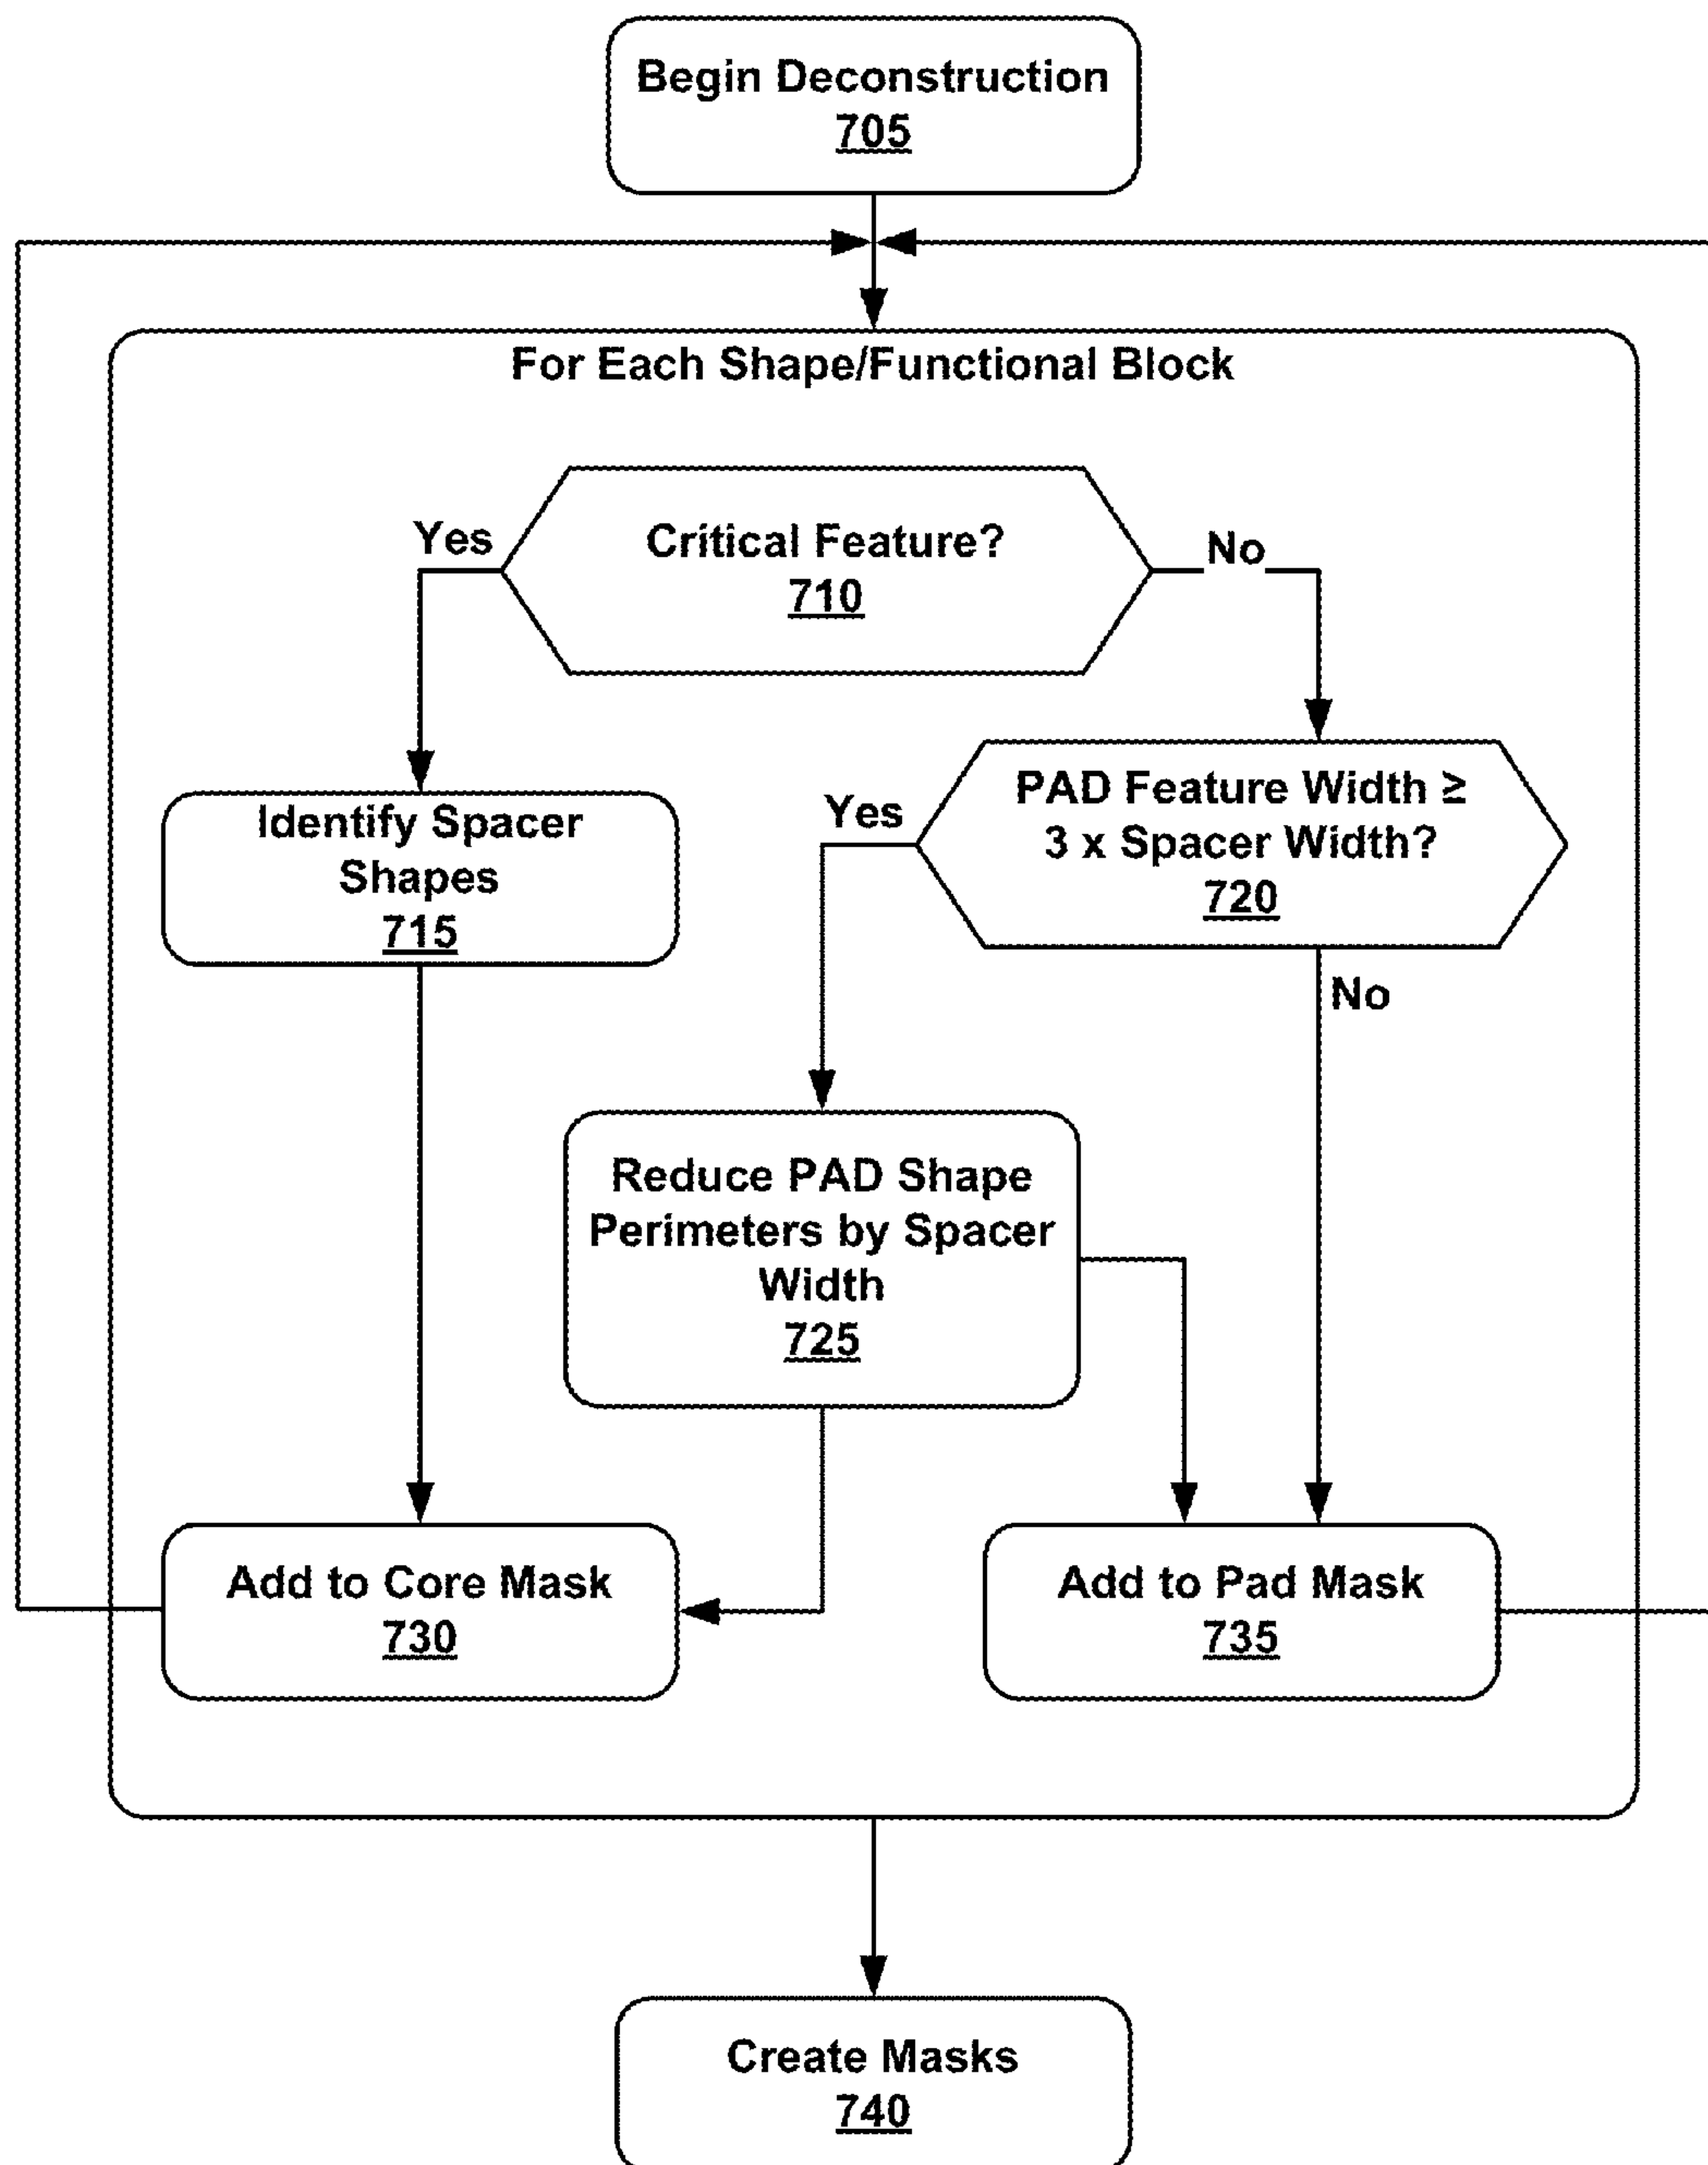 Begin Deconstruction
705
For Each Shape/Functional Block
Critical Feature?
710
Yes
No
Identify Spacer
Shapes
715
PAD Feature Width ≥
3 x Spacer Width?
720
Yes
No
Reduce PAD Shape
Perimeters by Spacer
Width
725
Add to Core Mask
730
Add to Pad Mask
735
Create Masks
740